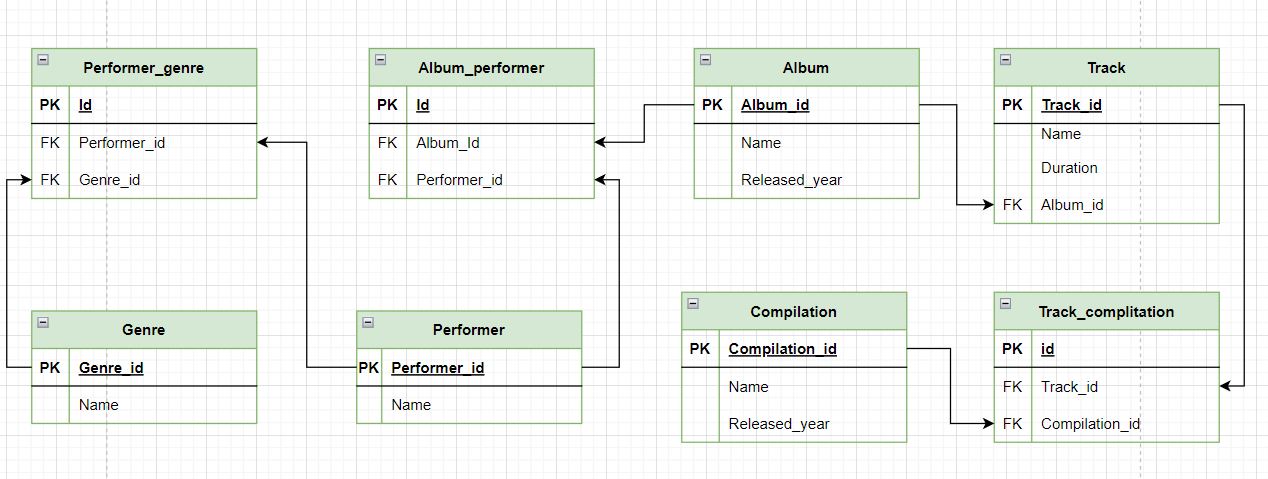 Performer_genre
PK Id
FK Performer_id
FK Genre_id
Album_performer
PK Id
FK Album_Id
FK Performer_id
Album
PK Album_id
Name
Released_year
Track
PK Track_id
Name
Duration
FK Album_id
Genre
PK Genre_id
Name
Performer
PK Performer_id
Name
Compilation
PK Compilation_id
Name
Released_year
Track_complitation
PK id
FK Track_id
FK Compilation_id